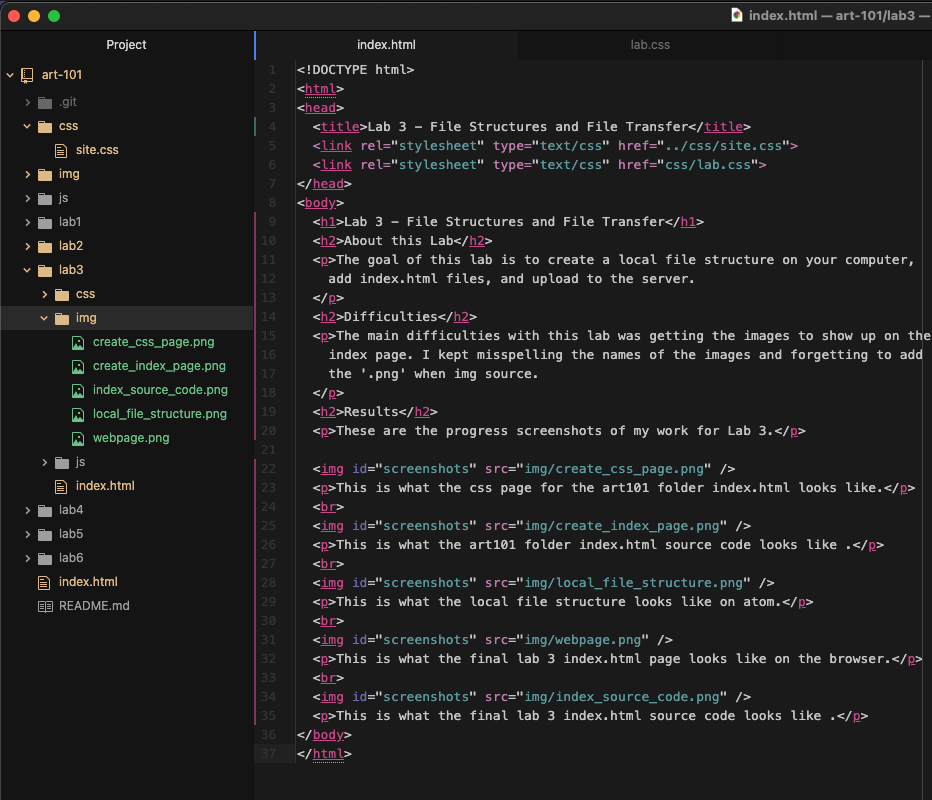 index.html — art-101/lab3 —
Project
index.html
lab.css
art-101
.git
css
site.css
img
js
lab1
lab2
lab3
css
img
create_css_page.png
create_index_page.png
index_source_code.png
local_file_structure.png
webpage.png
js
index.html
lab4
lab5
lab6
index.html
README.md
1 <!DOCTYPE html>
2 <html>
3 <head>
4 <title>Lab 3 - File Structures and File Transfer</title>
5 <link rel="stylesheet" type="text/css" href="../css/site.css">
6 <link rel="stylesheet" type="text/css" href="css/lab.css">
7 </head>
8 <body>
9 <h1>Lab 3 - File Structures and File Transfer</h1>
10 <h2>About this Lab</h2>
11 <p>The goal of this lab is to create a local file structure on your computer,
12 add index.html files, and upload to the server.
13 </p>
14 <h2>Difficulties</h2>
15 <p>The main difficulties with this lab was getting the images to show up on the
16 index page. I kept misspelling the names of the images and forgetting to add
17 the '.png' when img source.
18 </p>
19 <h2>Results</h2>
20 <p>These are the progress screenshots of my work for Lab 3.</p>
21
22 <img id="screenshots" src="img/create_css_page.png" />
23 <p>This is what the css page for the art101 folder index.html looks like.</p>
24 <br>
25 <img id="screenshots" src="img/create_index_page.png" />
26 <p>This is what the art101 folder index.html source code looks like .</p>
27 <br>
28 <img id="screenshots" src="img/local_file_structure.png" />
29 <p>This is what the local file structure looks like on atom.</p>
30 <br>
31 <img id="screenshots" src="img/webpage.png" />
32 <p>This is what the final lab 3 index.html page looks like on the browser.</p>
33 <br>
34 <img id="screenshots" src="img/index_source_code.png" />
35 <p>This is what the final lab 3 index.html source code looks like .</p>
36 </body>
37 </html>